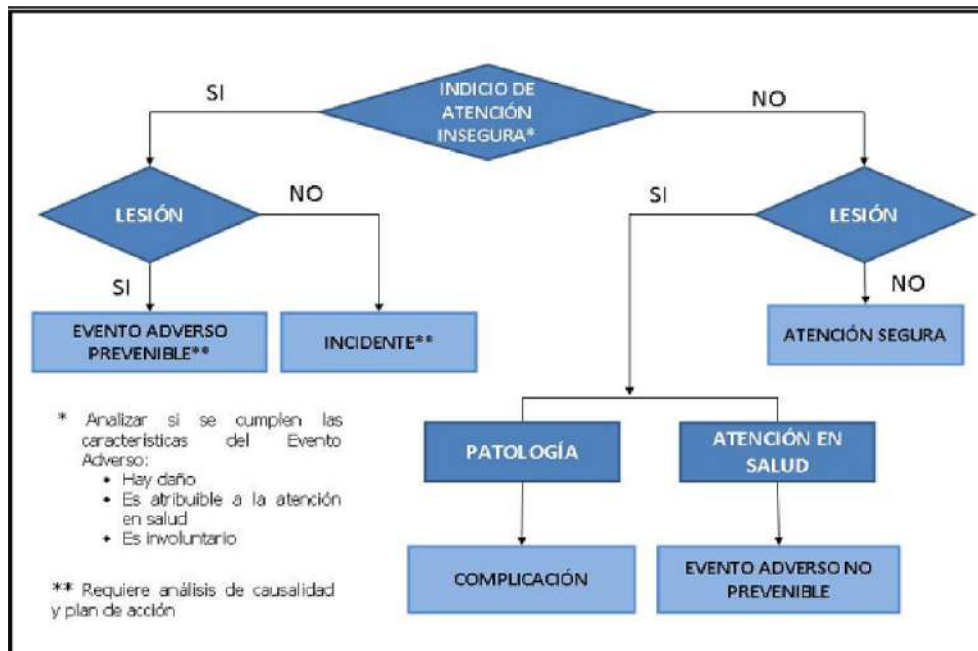 INDICIO DE
ATENCIÓN
INSEGURA*
SI
NO
LESIÓN
NO
SI
LESIÓN
SI
NO
EVENTO ADVERSO
PREVENIBLE**
INCIDENTE**
ATENCIÓN SEGURA
* Analizar si se cumplen las
características del Evento
Adverso:
• Hay daño
• Es atribuible a la atención
en salud
• Es involuntario
** Requiere análisis de causalidad
y plan de acción
PATOLOGÍA
ATENCIÓN EN
SALUD
COMPLICACIÓN
EVENTO ADVERSO NO
PREVENIBLE